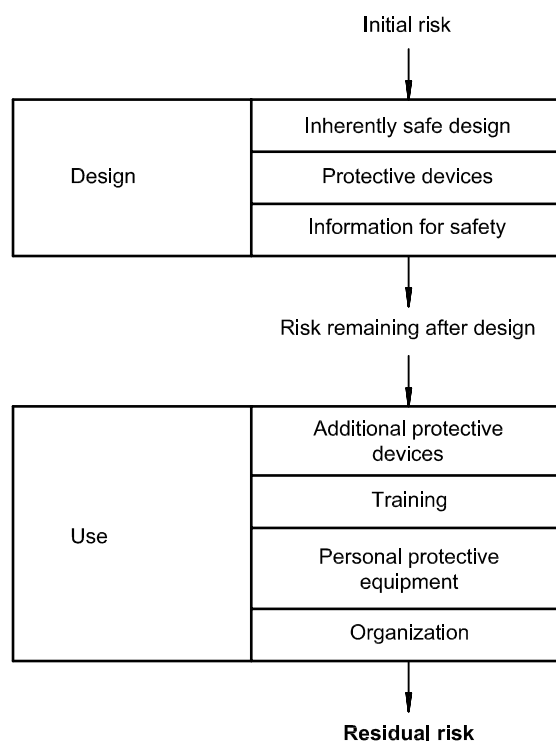 Initial risk
Design
Inherently safe design
Protective devices
Information for safety
Risk remaining after design
Use
Additional protective
devices
Training
Personal protective
equipment
Organization
Residual risk